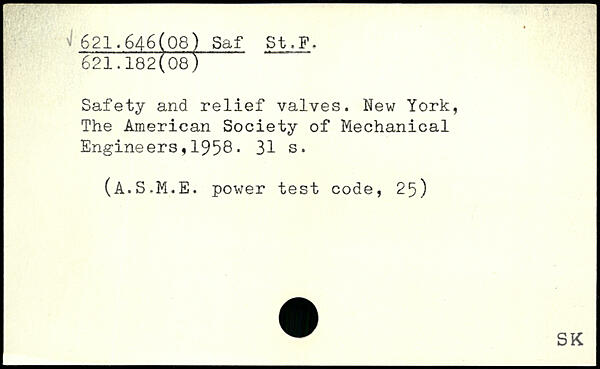 √ 621.646(08) Saf St.F.
621.182(08)
Safety and relief valves. New York,
The American Society of Mechanical
Engineers,1958. 31 s.
(A.S.M.E. power test code, 25)
SK